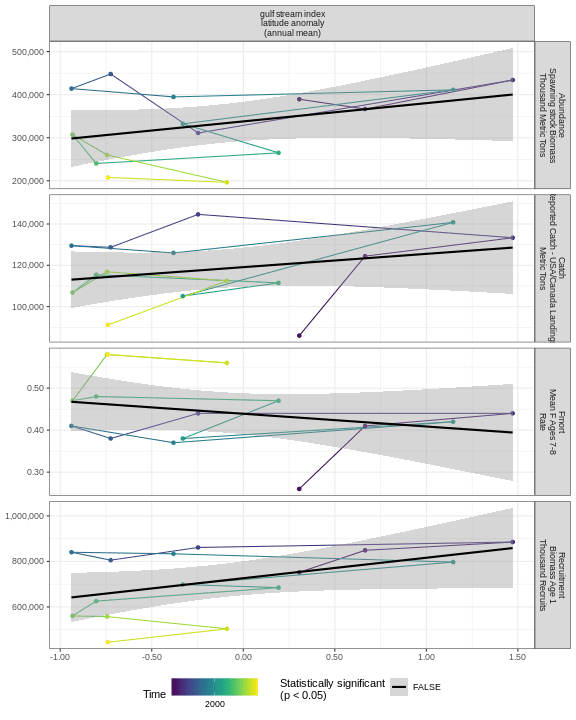 gulf stream index
latitude anomaly
(annual mean)
500,000
400,000
300,000
200,000
Abundance
Spawning stock Biomass
Thousand Metric Tons
140,000
120,000
100,000
Catch
eported Catch - USA/Canada Landing
Metric Tons
0.50
0.40
0.30
Fmort
Mean F Ages 7-8
Rate
1,000,000
800,000
600,000
Recruitment
Biomass Age 1
Thousand Recruits
-1.00
-0.50
0.00
0.50
1.00
1.50
Time
2000
Statistically significant
(p < 0.05)
FALSE